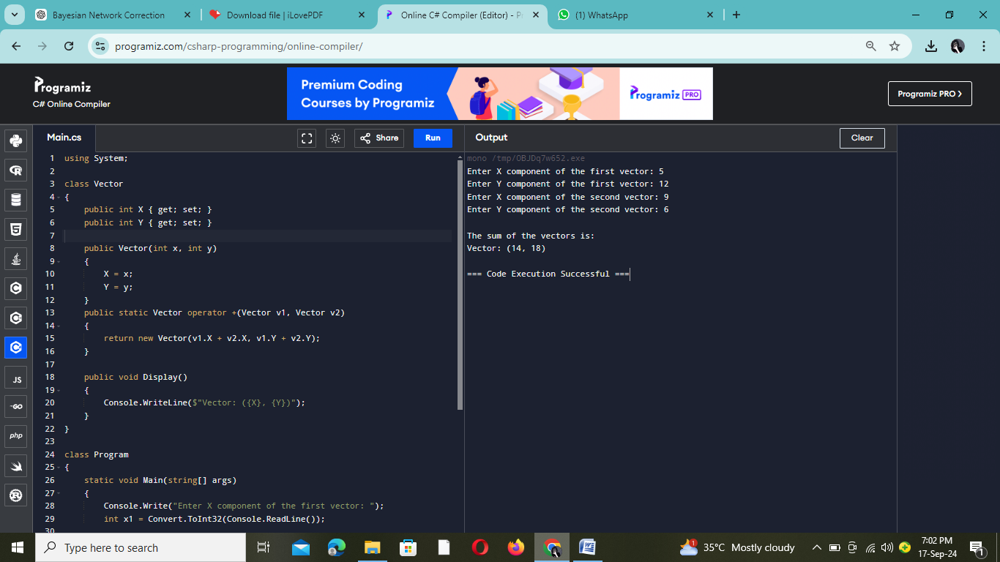 Bayesian Network Correction
Download file | iLovePDF
Online C# Compiler (Editor) - P
(1) WhatsApp
programiz.com/csharp-programming/online-compiler/
Programiz
C# Online Compiler
Premium Coding
Courses by Programiz
Programiz PRO
Programiz PRO
Main.cs
Share
Run
Output
Clear
1 using System;
2
3 class Vector
4 {
5     public int X { get; set; }
6     public int Y { get; set; }
7
8     public Vector(int x, int y)
9     {
10         X = x;
11         Y = y;
12     }
13     public static Vector operator +(Vector v1, Vector v2)
14     {
15         return new Vector(v1.X + v2.X, v1.Y + v2.Y);
16     }
17
18     public void Display()
19     {
20         Console.WriteLine($"Vector: ({X}, {Y})");
21     }
22 }
23
24 class Program
25 {
26     static void Main(string[] args)
27     {
28         Console.Write("Enter X component of the first vector: ");
29         int x1 = Convert.ToInt32(Console.ReadLine());
30
mono /tmp/OBJDq7w652.exe
Enter X component of the first vector: 5
Enter Y component of the first vector: 12
Enter X component of the second vector: 9
Enter Y component of the second vector: 6
The sum of the vectors is:
Vector: (14, 18)
=== Code Execution Successful ===
JS
GO
php
Type here to search
35°C Mostly cloudy
7:02 PM
17-Sep-24
1